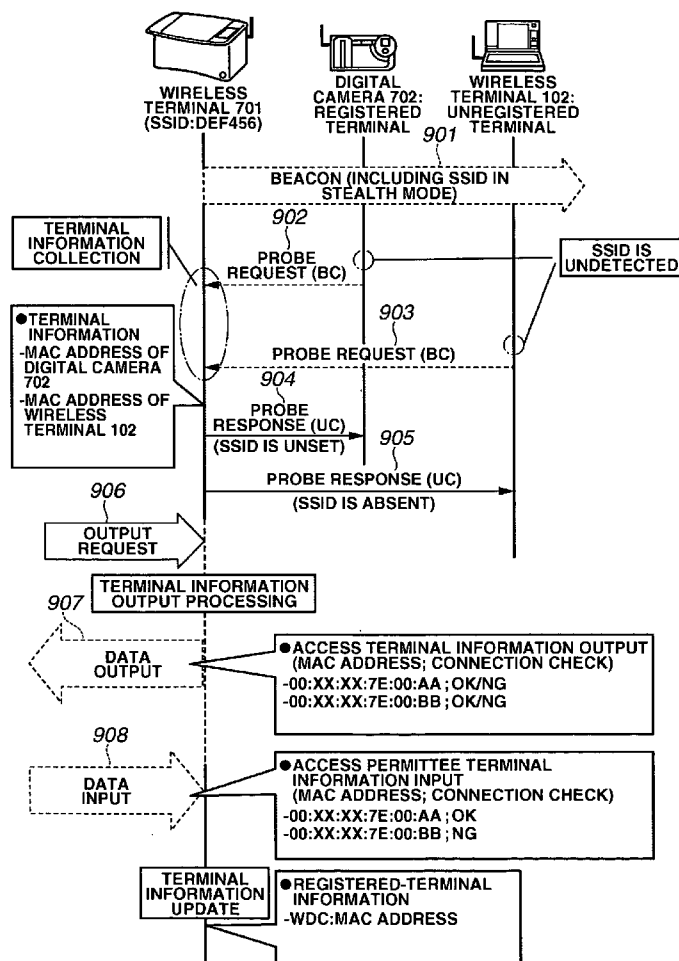 WIRELESS
TERMINAL 701
(SSID:DEF456)
DIGITAL
CAMERA 702:
REGISTERED
TERMINAL
WIRELESS
TERMINAL 102:
UNREGISTERED
TERMINAL
901
BEACON (INCLUDING SSID IN
STEALTH MODE)
902
TERMINAL
INFORMATION
COLLECTION
PROBE
REQUEST (BC)
SSID IS
UNDETECTED
903
PROBE REQUEST (BC)
●TERMINAL
INFORMATION
-MAC ADDRESS OF
DIGITAL CAMERA
702
-MAC ADDRESS OF
WIRELESS
TERMINAL 102
904
PROBE
RESPONSE (UC)
(SSID IS UNSET)
905
PROBE RESPONSE (UC)
(SSID IS ABSENT)
906
OUTPUT
REQUEST
TERMINAL INFORMATION
OUTPUT PROCESSING
907
DATA
OUTPUT
●ACCESS TERMINAL INFORMATION OUTPUT
(MAC ADDRESS; CONNECTION CHECK)
-00:XX:XX:7E:00:AA ; OK/NG
-00:XX:XX:7E:00:BB ; OK/NG
908
DATA
INPUT
●ACCESS PERMITTEE TERMINAL
INFORMATION INPUT
(MAC ADDRESS; CONNECTION CHECK)
-00:XX:XX:7E:00:AA ; OK
-00:XX:XX:7E:00:BB ; NG
TERMINAL
INFORMATION
UPDATE
●REGISTERED-TERMINAL
INFORMATION
-WDC:MAC ADDRESS